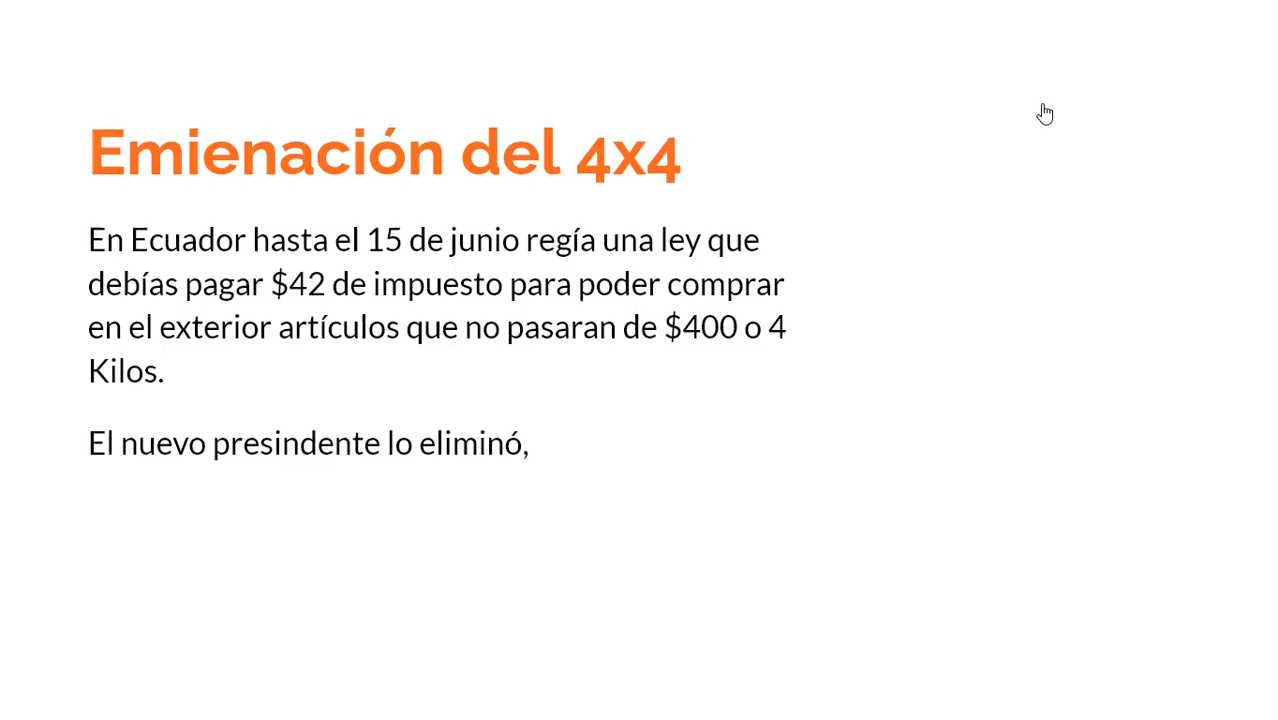 Emienación del 4x4
En Ecuador hasta el 15 de junio regía una ley que
debías pagar $42 de impuesto para poder comprar
en el exterior artículos que no pasaran de $400 o 4
Kilos.
El nuevo presindente lo eliminó,